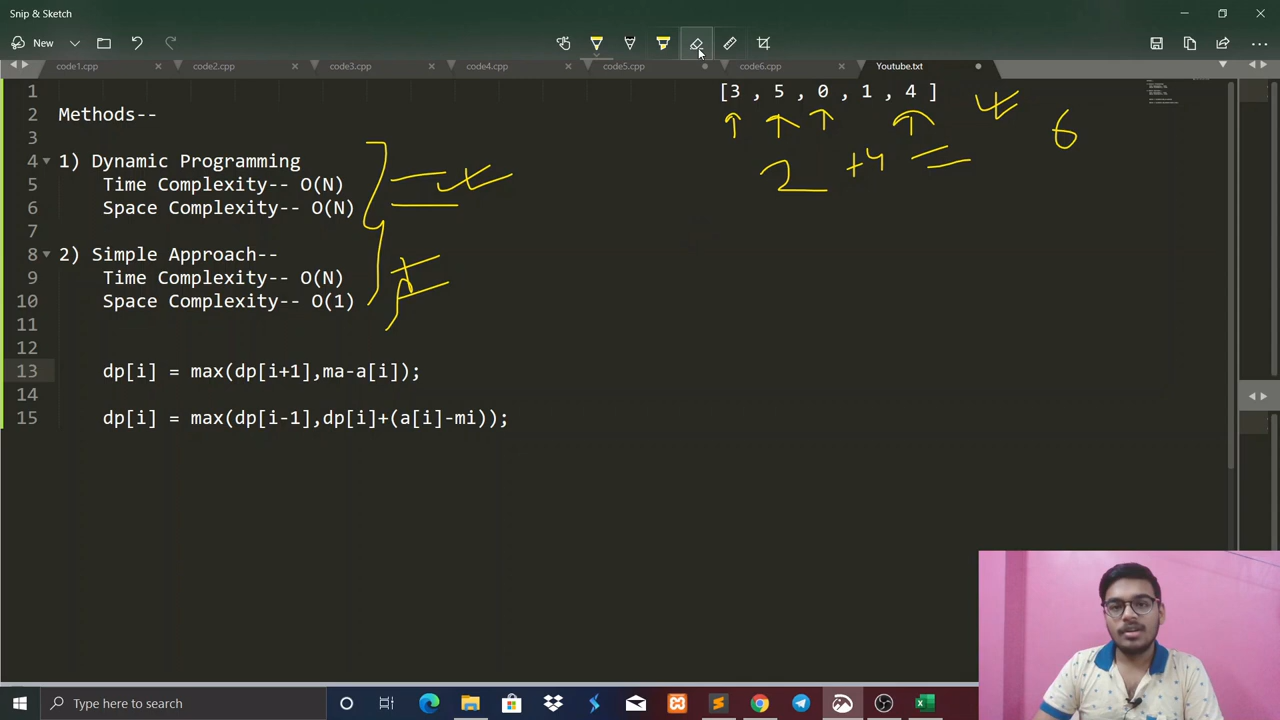 Snip & Sketch
New
code1.cpp
code2.cpp
code3.cpp
code4.cpp
code5.cpp
code6.cpp
Youtube.txt
1 [3 , 5 , 0 , 1 , 4 ]
2 Methods--
3
4 1) Dynamic Programming
5 Time Complexity-- O(N)
6 Space Complexity-- O(N)
7
8 2) Simple Approach--
9 Time Complexity-- O(N)
10 Space Complexity-- O(1)
11
12
13 dp[i] = max(dp[i+1],ma-a[i]);
14
15 dp[i] = max(dp[i-1],dp[i]+(a[i]-mi));
2 +4 = 6
Type here to search